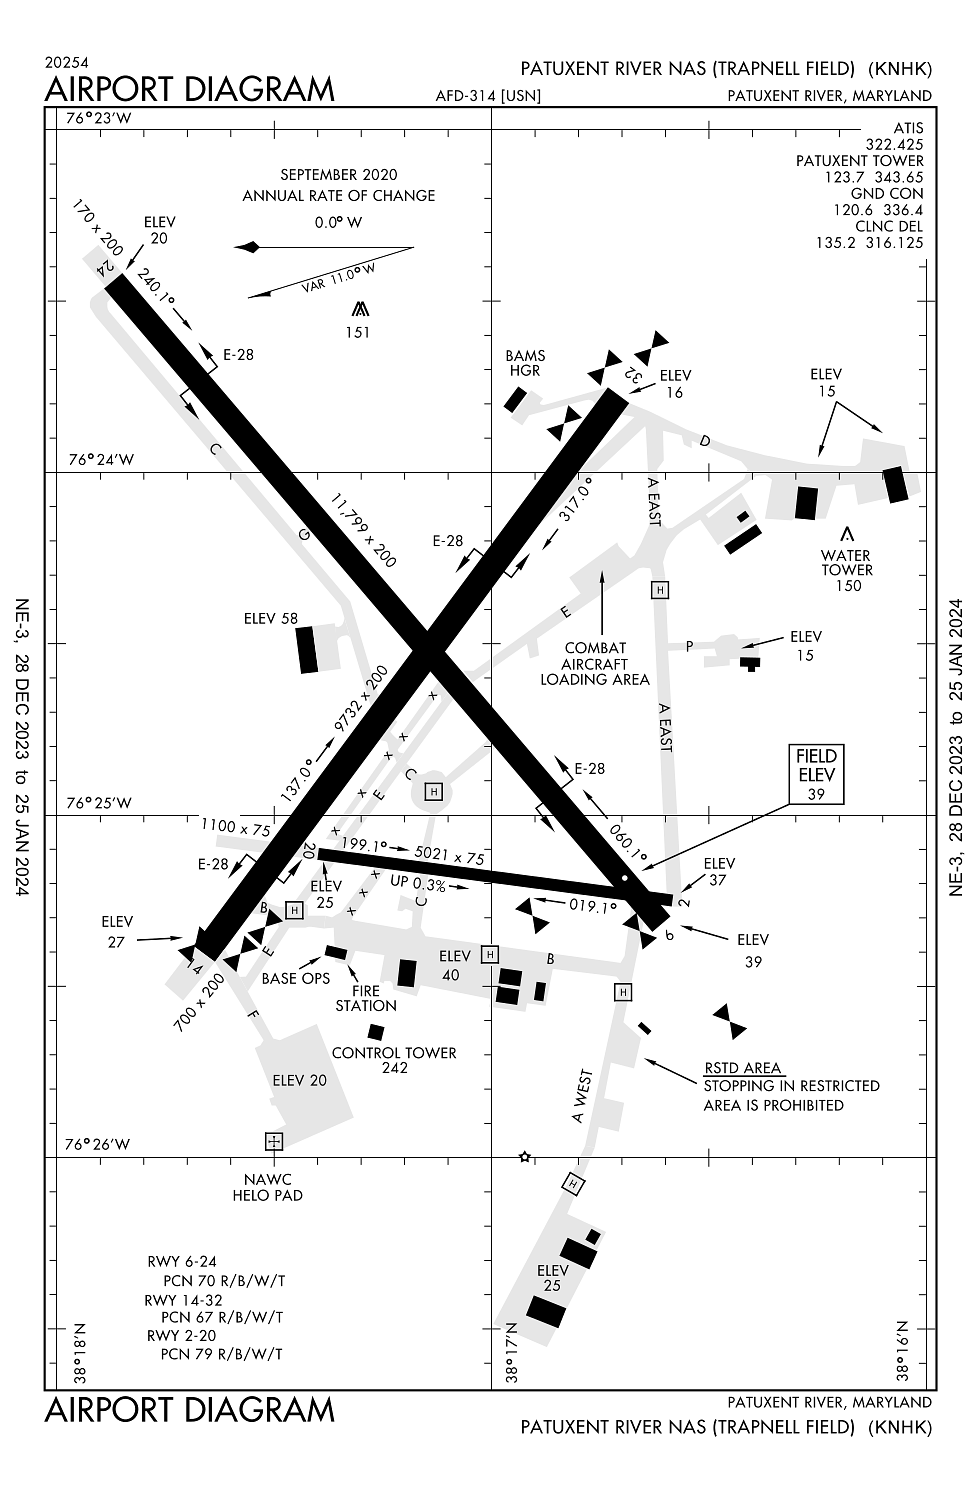 20254
AIRPORT DIAGRAM
AFD-314 [USN]
PATUXENT RIVER NAS (TRAPNELL FIELD) (KNHK)
PATUXENT RIVER, MARYLAND
76°23'W
ATIS
322.425
PATUXENT TOWER
123.7 343.65
GND CON
120.6 336.4
CLNC DEL
135.2 316.125
SEPTEMBER 2020
ANNUAL RATE OF CHANGE
0.0° W
VAR 11.0° W
151
170 x 200
ELEV
20
24
240.1°
E-28
C
BAMS
HGR
32
ELEV
16
ELEV
15
D
76°24'W
11,799 x 200
G
317.0°
E-28
A EAST
H
WATER
TOWER
150
E
COMBAT
AIRCRAFT
LOADING AREA
ELEV 58
P
ELEV
15
9732 x 200
x
x
x
x
x
x
x
x
137.0°
C
E
H
A EAST
E-28
FIELD
ELEV
39
76°25'W
1100 x 75
20
199.1°
5021 x 75
UP 0.3%
060.1°
E-28
ELEV
25
C
019.1°
2
ELEV
37
6
ELEV
39
B
H
ELEV
27
14
E
700 x 200
BASE OPS
FIRE
STATION
ELEV
40
H
B
H
F
CONTROL TOWER
242
ELEV 20
RSTD AREA
STOPPING IN RESTRICTED
AREA IS PROHIBITED
A WEST
76°26'W
NAWC
HELO PAD
H
ELEV
25
RWY 6-24
PCN 70 R/B/W/T
RWY 14-32
PCN 67 R/B/W/T
RWY 2-20
PCN 79 R/B/W/T
38°18'N
38°17'N
38°16'N
NE-3, 28 DEC 2023 to 25 JAN 2024
NE-3, 28 DEC 2023 to 25 JAN 2024
AIRPORT DIAGRAM
PATUXENT RIVER, MARYLAND
PATUXENT RIVER NAS (TRAPNELL FIELD) (KNHK)